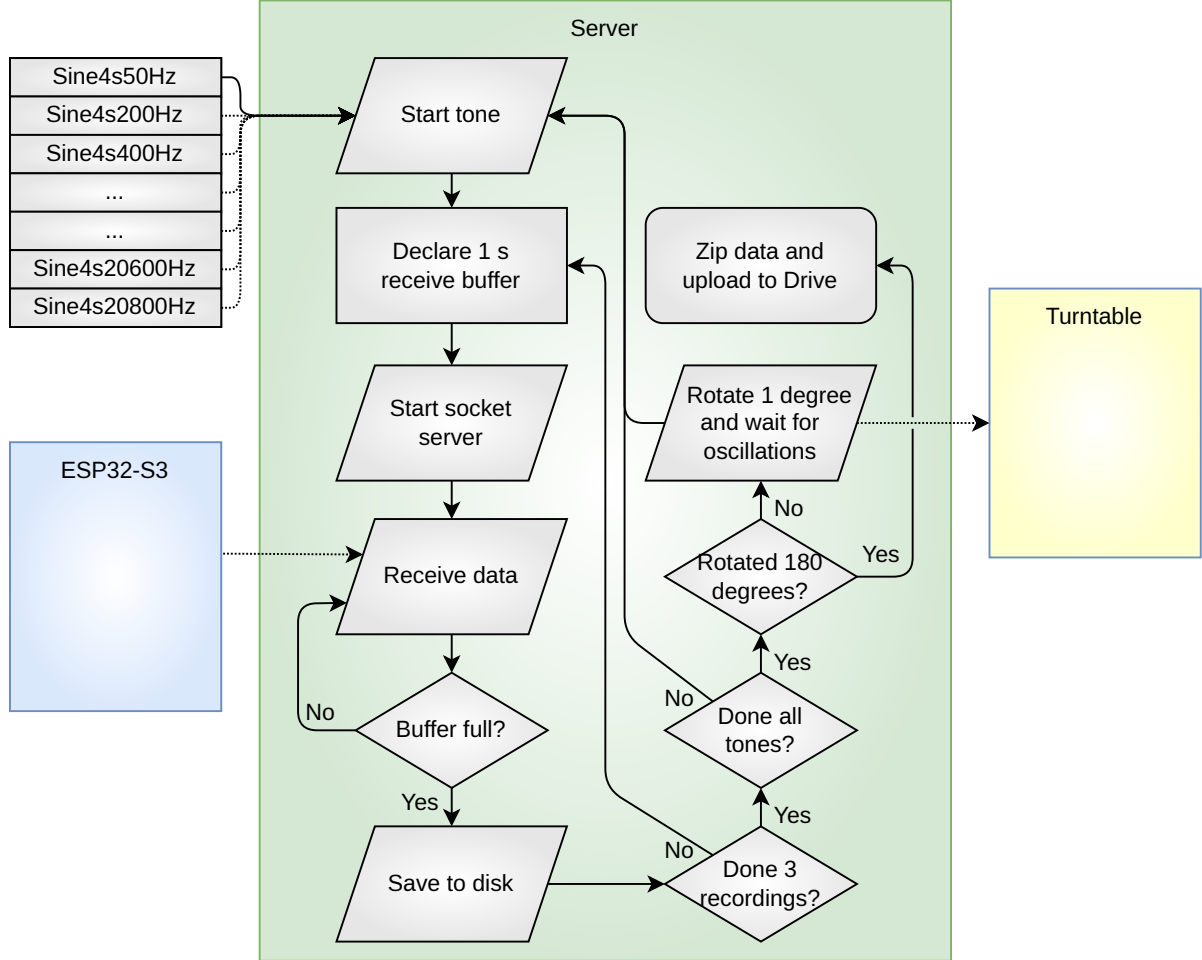 Server
Sine4s50Hz
Sine4s200Hz
Sine4s400Hz
...
...
Sine4s20600Hz
Sine4s20800Hz
Start tone
Declare 1 s
receive buffer
Zip data and
upload to Drive
Turntable
Start socket
server
Rotate 1 degree
and wait for
oscillations
ESP32-S3
No
Receive data
Rotated 180
degrees?
Yes
Yes
No
Buffer full?
No
Done all
tones?
Yes
Yes
No
Save to disk
Done 3
recordings?